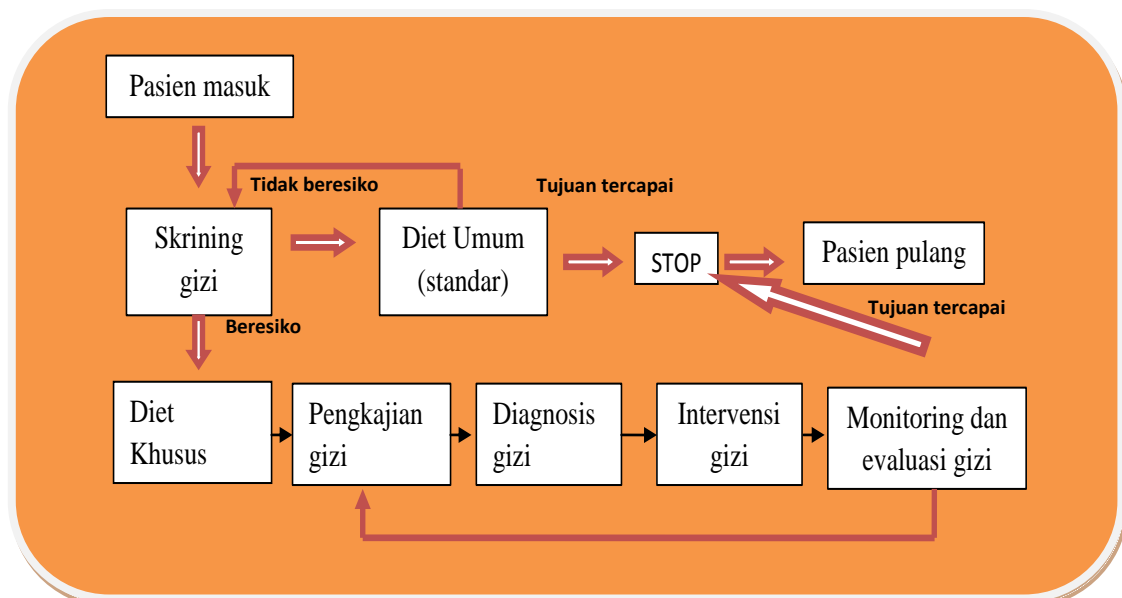 Pasien masuk
Tidak beresiko
Tujuan tercapai
Skrining
gizi
Diet Umum
(standar)
STOP
Pasien pulang
Tujuan tercapai
Beresiko
Diet
Khusus
Pengkajian
gizi
Diagnosis
gizi
Intervensi
gizi
Monitoring dan
evaluasi gizi